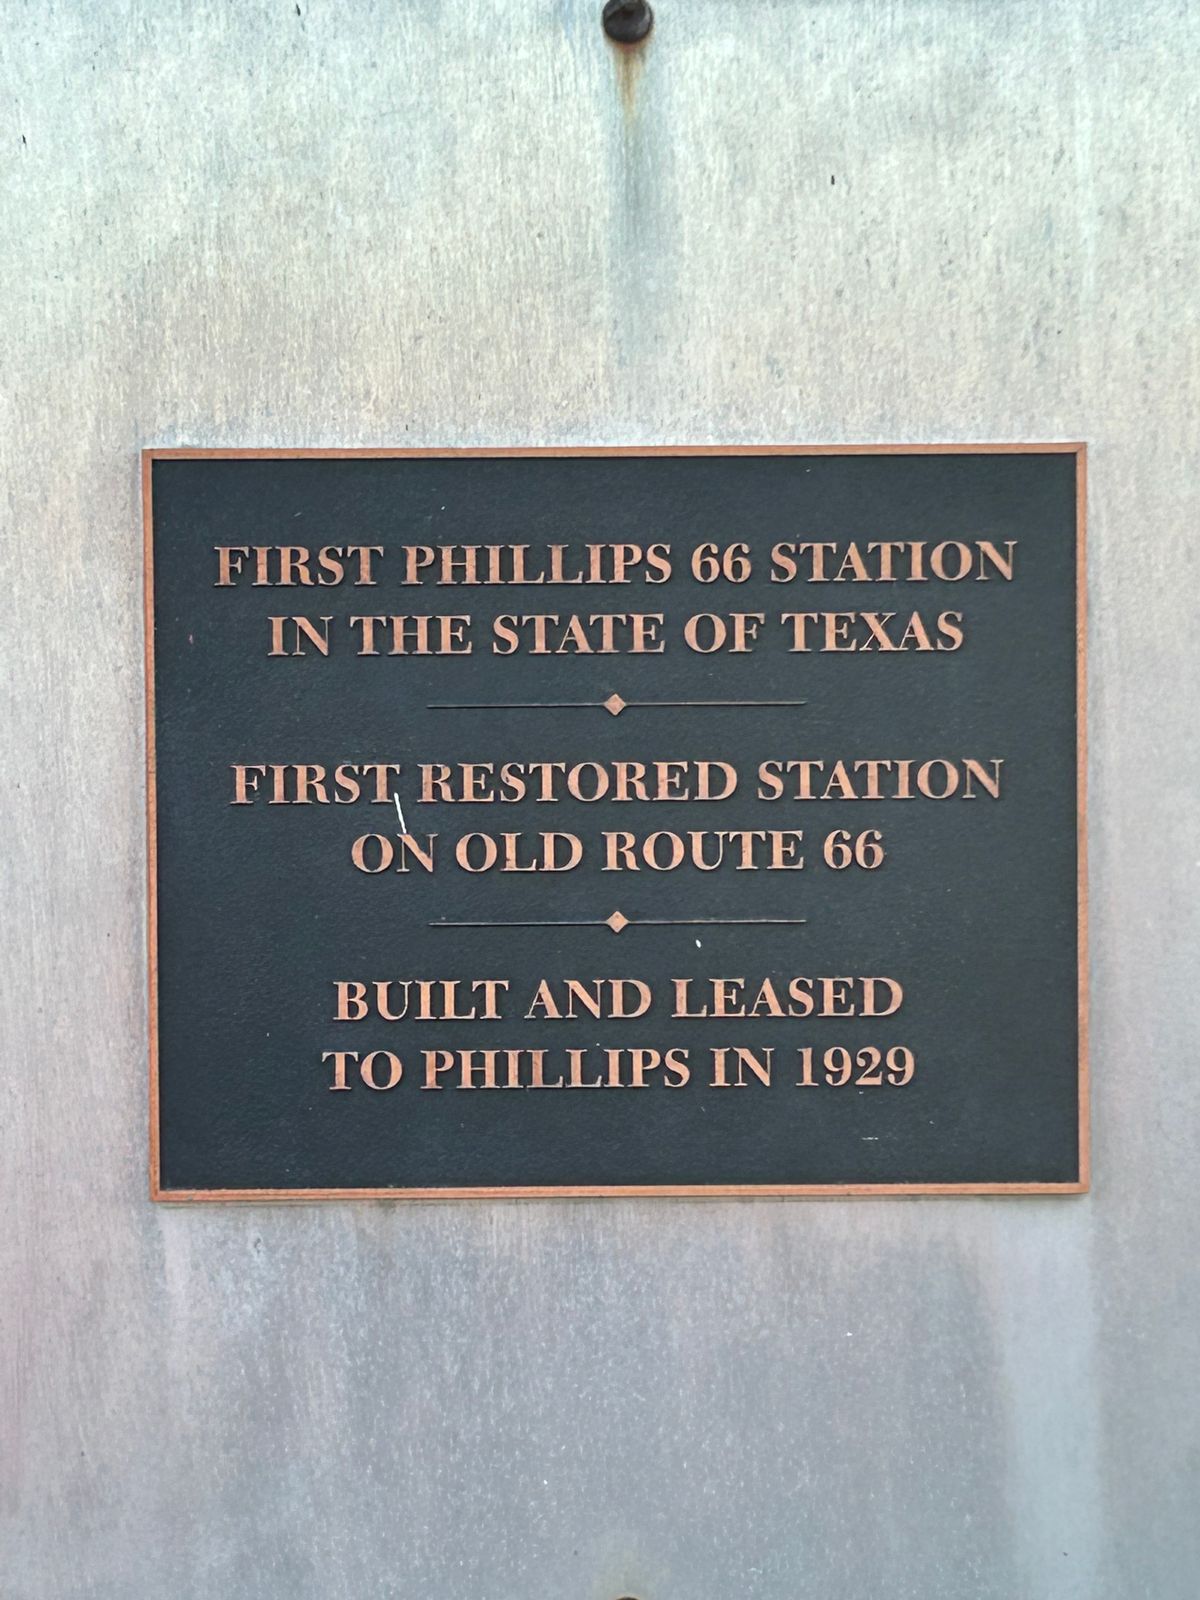 FIRST PHILLIPS 66 STATION
IN THE STATE OF TEXAS
FIRST RESTORED STATION
ON OLD ROUTE 66
BUILT AND LEASED
TO PHILLIPS IN 1929